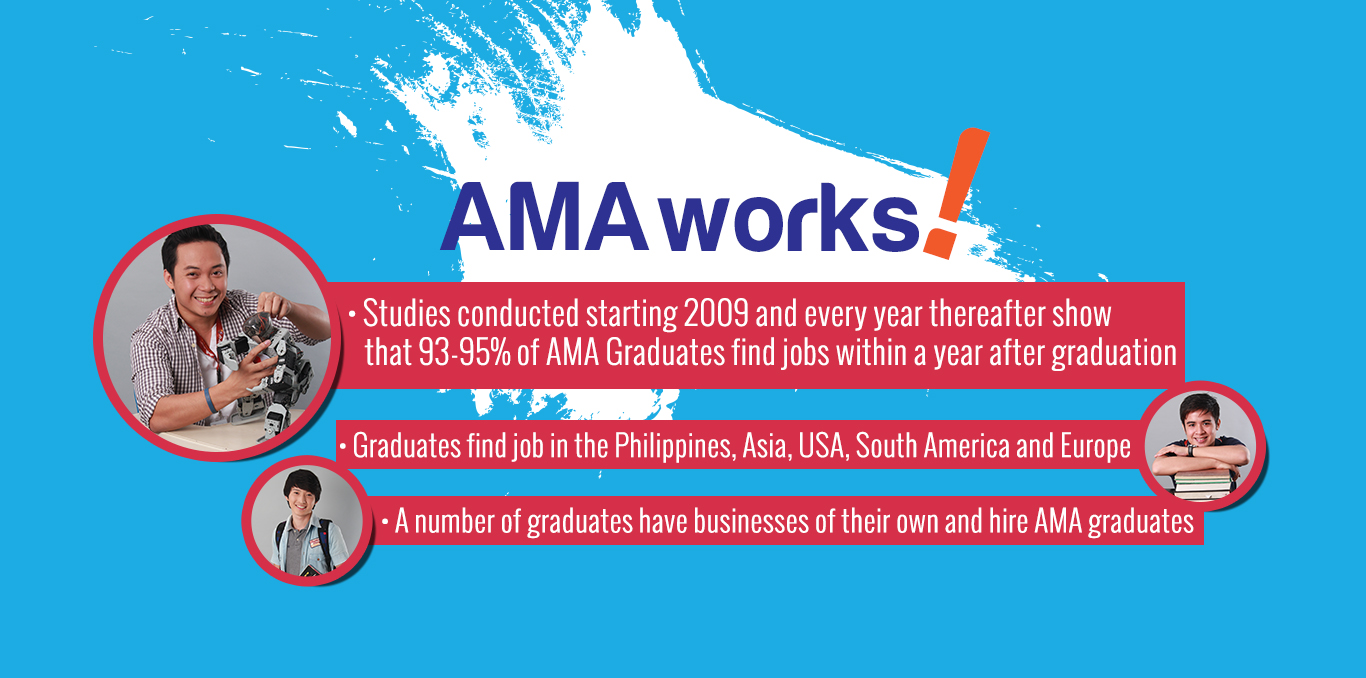 AMA works!
• Studies conducted starting 2009 and every year thereafter show
that 93-95% of AMA Graduates find jobs within a year after graduation
• Graduates find job in the Philippines, Asia, USA, South America and Europe
• A number of graduates have businesses of their own and hire AMA graduates